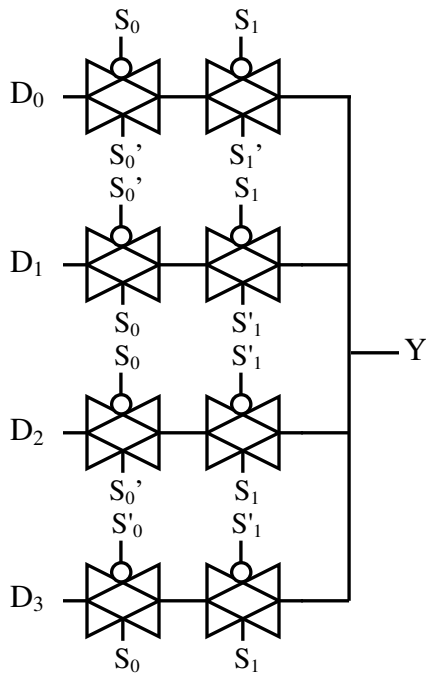 S₀ S₁
D₀
S₀’ S₁’
S₀’ S₁
D₁
S₀ S'₁
S₀ S'₁
Y
D₂
S₀’ S₁
S'₀ S'₁
D₃
S₀ S₁